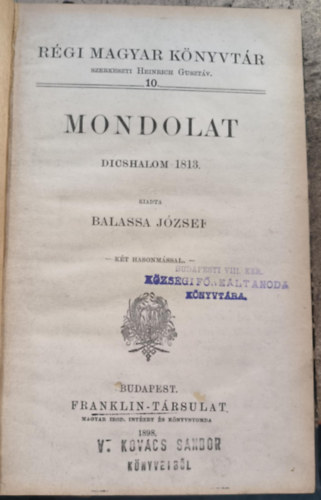 RÉGI MAGYAR KÖNYVTÁR
SZERKESZTI HEINRICH GUSZTÁV.
10.
MONDOLAT
DICSHALOM 1813.
KIADTA
BALASSA JÓZSEF
— KÉT HASONMÁSSAL. —
BUDAPESTI VIII. KER.
KÖZSEGI FŐREÁLTANODA
KÖNYVTÁRA.
BUDAPEST.
FRANKLIN-TÁRSULAT.
MAGYAR IROD. INTÉZET ÉS KÖNYVNYOMDA
1898.
KOVÁCS SÁNDOR
KÖNYVEIBŐL